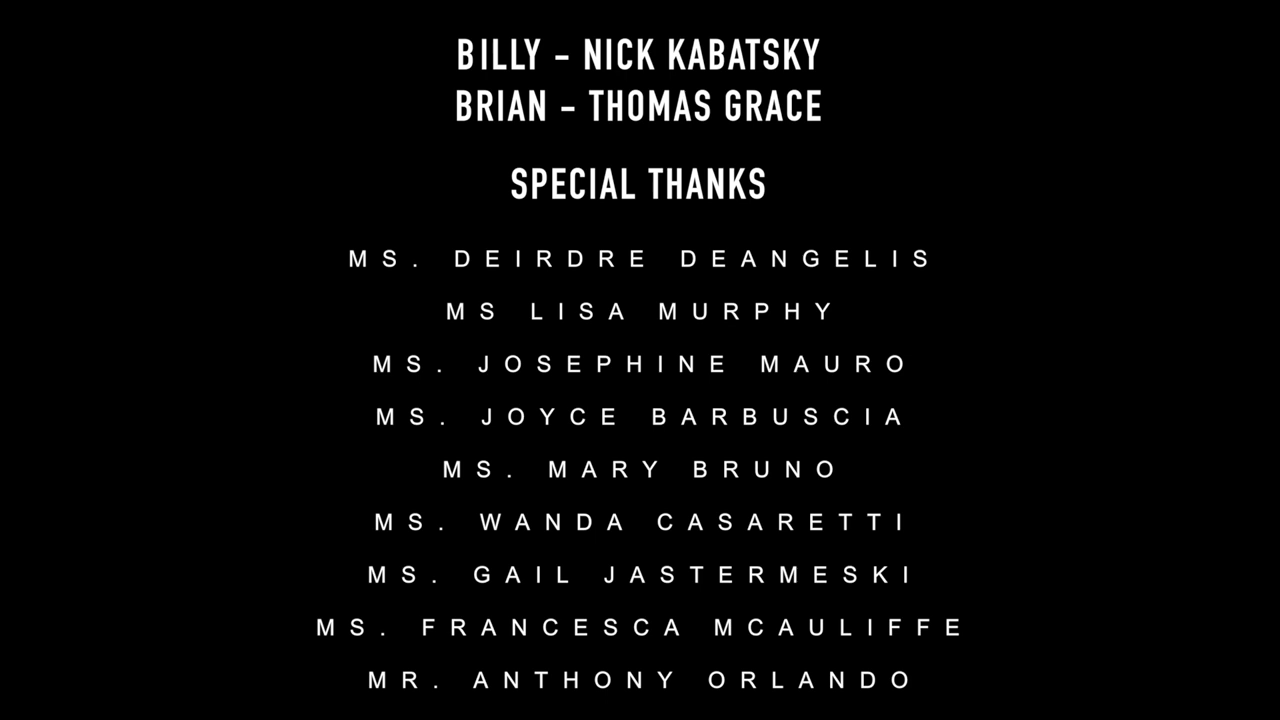 BILLY - NICK KABATSKY
BRIAN - THOMAS GRACE
SPECIAL THANKS
MS. DEIRDRE DEANGELIS
MS LISA MURPHY
MS. JOSEPHINE MAURO
MS. JOYCE BARBUSCIA
MS. MARY BRUNO
MS. WANDA CASARETTI
MS. GAIL JASTERMESKI
MS. FRANCESCA MCAULIFFE
MR. ANTHONY ORLANDO